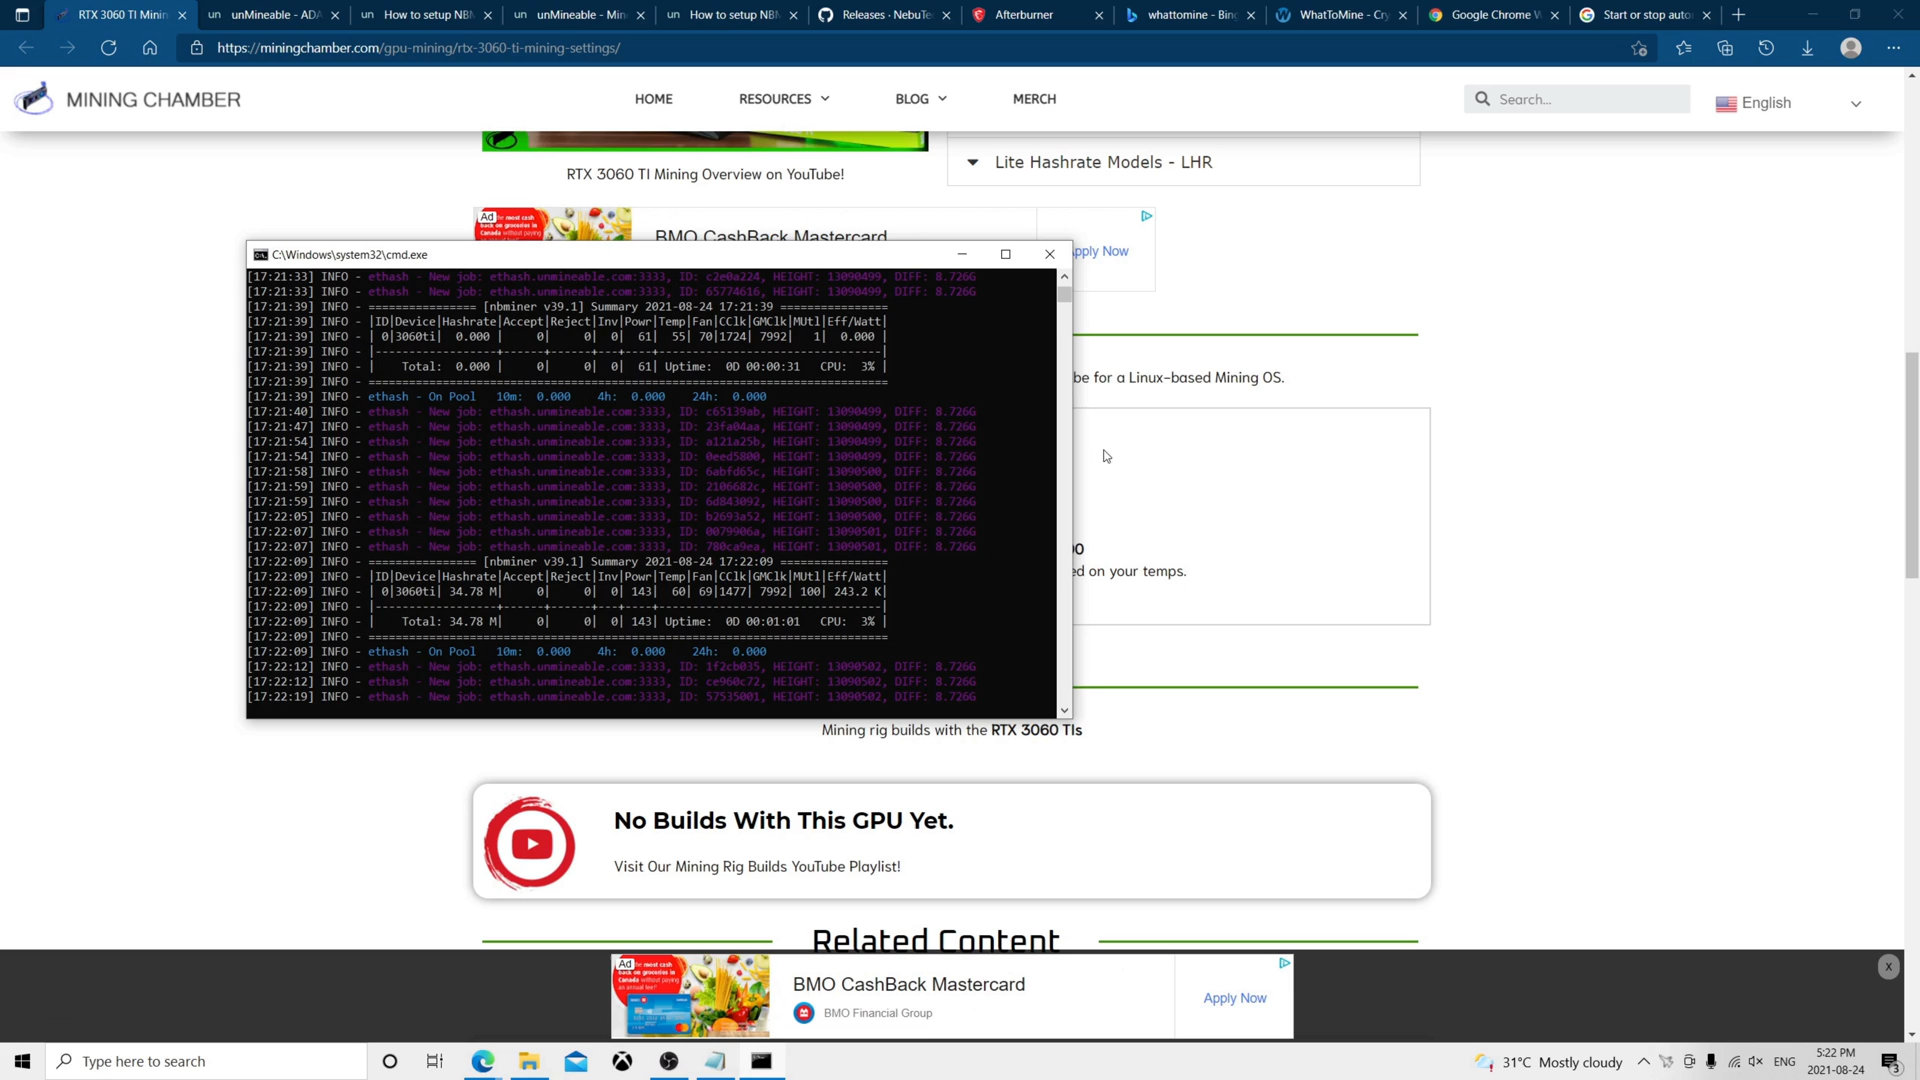 RTX 3060 TI Minin
unMineable - ADA
How to setup NBM
unMineable - Min
How to setup NBM
Releases · NebuTe
Afterburner
whattomine - Bing
WhatToMine - Cry
Google Chrome W
Start or stop auto
https://miningchamber.com/gpu-mining/rtx-3060-ti-mining-settings/
MINING CHAMBER
HOME
RESOURCES
BLOG
MERCH
Search...
English
RTX 3060 TI Mining Overview on YouTube!
Lite Hashrate Models - LHR
Ad
most cash back on groceries in Canada
BMO CashBack Mastercard
Apply Now
C:\Windows\system32\cmd.exe
[17:21:33] INFO - ethash - New job: ethash.unmineable.com:3333, ID: c2e0a224, HEIGHT: 13090499, DIFF: 8.726G
[17:21:33] INFO - ethash - New job: ethash.unmineable.com:3333, ID: 65774616, HEIGHT: 13090499, DIFF: 8.726G
[17:21:39] INFO - ================ [nbminer v39.1] Summary 2021-08-24 17:21:39 ================
[17:21:39] INFO - |ID|Device|Hashrate|Accept|Reject|Inv|Powr|Temp|Fan|CClk|GMClk|MUtl|Eff/Watt|
[17:21:39] INFO - | 0|3060ti| 0.000 | 0| 0| 0| 61| 55| 70|1724| 7992| 1| 0.000 |
[17:21:39] INFO - |------------------+------+------+---+----------------------------------------|
[17:21:39] INFO - | Total: 0.000 | 0| 0| 0| 61| Uptime: 0D 00:00:31 CPU: 3% |
[17:21:39] INFO - =============================================================================
[17:21:39] INFO - ethash - On Pool 10m: 0.000 4h: 0.000 24h: 0.000
[17:21:40] INFO - ethash - New job: ethash.unmineable.com:3333, ID: c65139ab, HEIGHT: 13090499, DIFF: 8.726G
[17:21:47] INFO - ethash - New job: ethash.unmineable.com:3333, ID: 23fa04aa, HEIGHT: 13090499, DIFF: 8.726G
[17:21:54] INFO - ethash - New job: ethash.unmineable.com:3333, ID: a121a25b, HEIGHT: 13090499, DIFF: 8.726G
[17:21:54] INFO - ethash - New job: ethash.unmineable.com:3333, ID: 0eed5800, HEIGHT: 13090499, DIFF: 8.726G
[17:21:58] INFO - ethash - New job: ethash.unmineable.com:3333, ID: 6abfd65c, HEIGHT: 13090500, DIFF: 8.726G
[17:21:59] INFO - ethash - New job: ethash.unmineable.com:3333, ID: 2106682c, HEIGHT: 13090500, DIFF: 8.726G
[17:21:59] INFO - ethash - New job: ethash.unmineable.com:3333, ID: 6d843092, HEIGHT: 13090500, DIFF: 8.726G
[17:22:05] INFO - ethash - New job: ethash.unmineable.com:3333, ID: b2693a52, HEIGHT: 13090500, DIFF: 8.726G
[17:22:07] INFO - ethash - New job: ethash.unmineable.com:3333, ID: 0079906a, HEIGHT: 13090501, DIFF: 8.726G
[17:22:07] INFO - ethash - New job: ethash.unmineable.com:3333, ID: 780ca9ea, HEIGHT: 13090501, DIFF: 8.726G
[17:22:09] INFO - ================ [nbminer v39.1] Summary 2021-08-24 17:22:09 ================
[17:22:09] INFO - |ID|Device|Hashrate|Accept|Reject|Inv|Powr|Temp|Fan|CClk|GMClk|MUtl|Eff/Watt|
[17:22:09] INFO - | 0|3060ti| 34.78 M| 0| 0| 0| 143| 60| 69|1477| 7992| 100| 243.2 K|
[17:22:09] INFO - |------------------+------+------+---+----------------------------------------|
[17:22:09] INFO - | Total: 34.78 M| 0| 0| 0| 143| Uptime: 0D 00:01:01 CPU: 3% |
[17:22:09] INFO - =============================================================================
[17:22:09] INFO - ethash - On Pool 10m: 0.000 4h: 0.000 24h: 0.000
[17:22:12] INFO - ethash - New job: ethash.unmineable.com:3333, ID: 1f2cb035, HEIGHT: 13090502, DIFF: 8.726G
[17:22:12] INFO - ethash - New job: ethash.unmineable.com:3333, ID: ce960c72, HEIGHT: 13090502, DIFF: 8.726G
[17:22:19] INFO - ethash - New job: ethash.unmineable.com:3333, ID: 57535001, HEIGHT: 13090502, DIFF: 8.726G
be for a Linux-based Mining OS.
00
ed on your temps.
Mining rig builds with the RTX 3060 TIs
No Builds With This GPU Yet.
Visit Our Mining Rig Builds YouTube Playlist!
Related Content
Ad
BMO CashBack Mastercard
BMO Financial Group
Apply Now
x
Type here to search
31°C Mostly cloudy
ENG
5:22 PM
2021-08-24
3